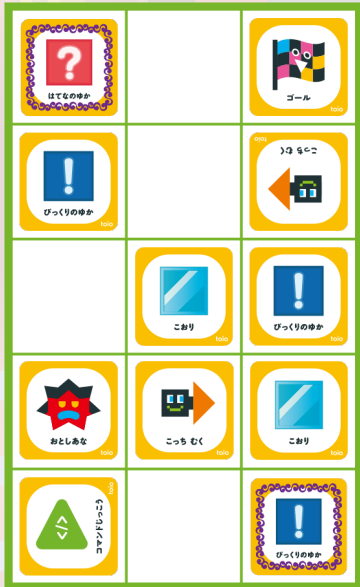 はてなのゆか
ゴール
toio
びっくりのゆか
toio
こっち むく
toio
こおり
toio
びっくりのゆか
toio
おとしあな
toio
こっち むく
toio
こおり
toio
</>
コマンドじっこう
toio
びっくりのゆか